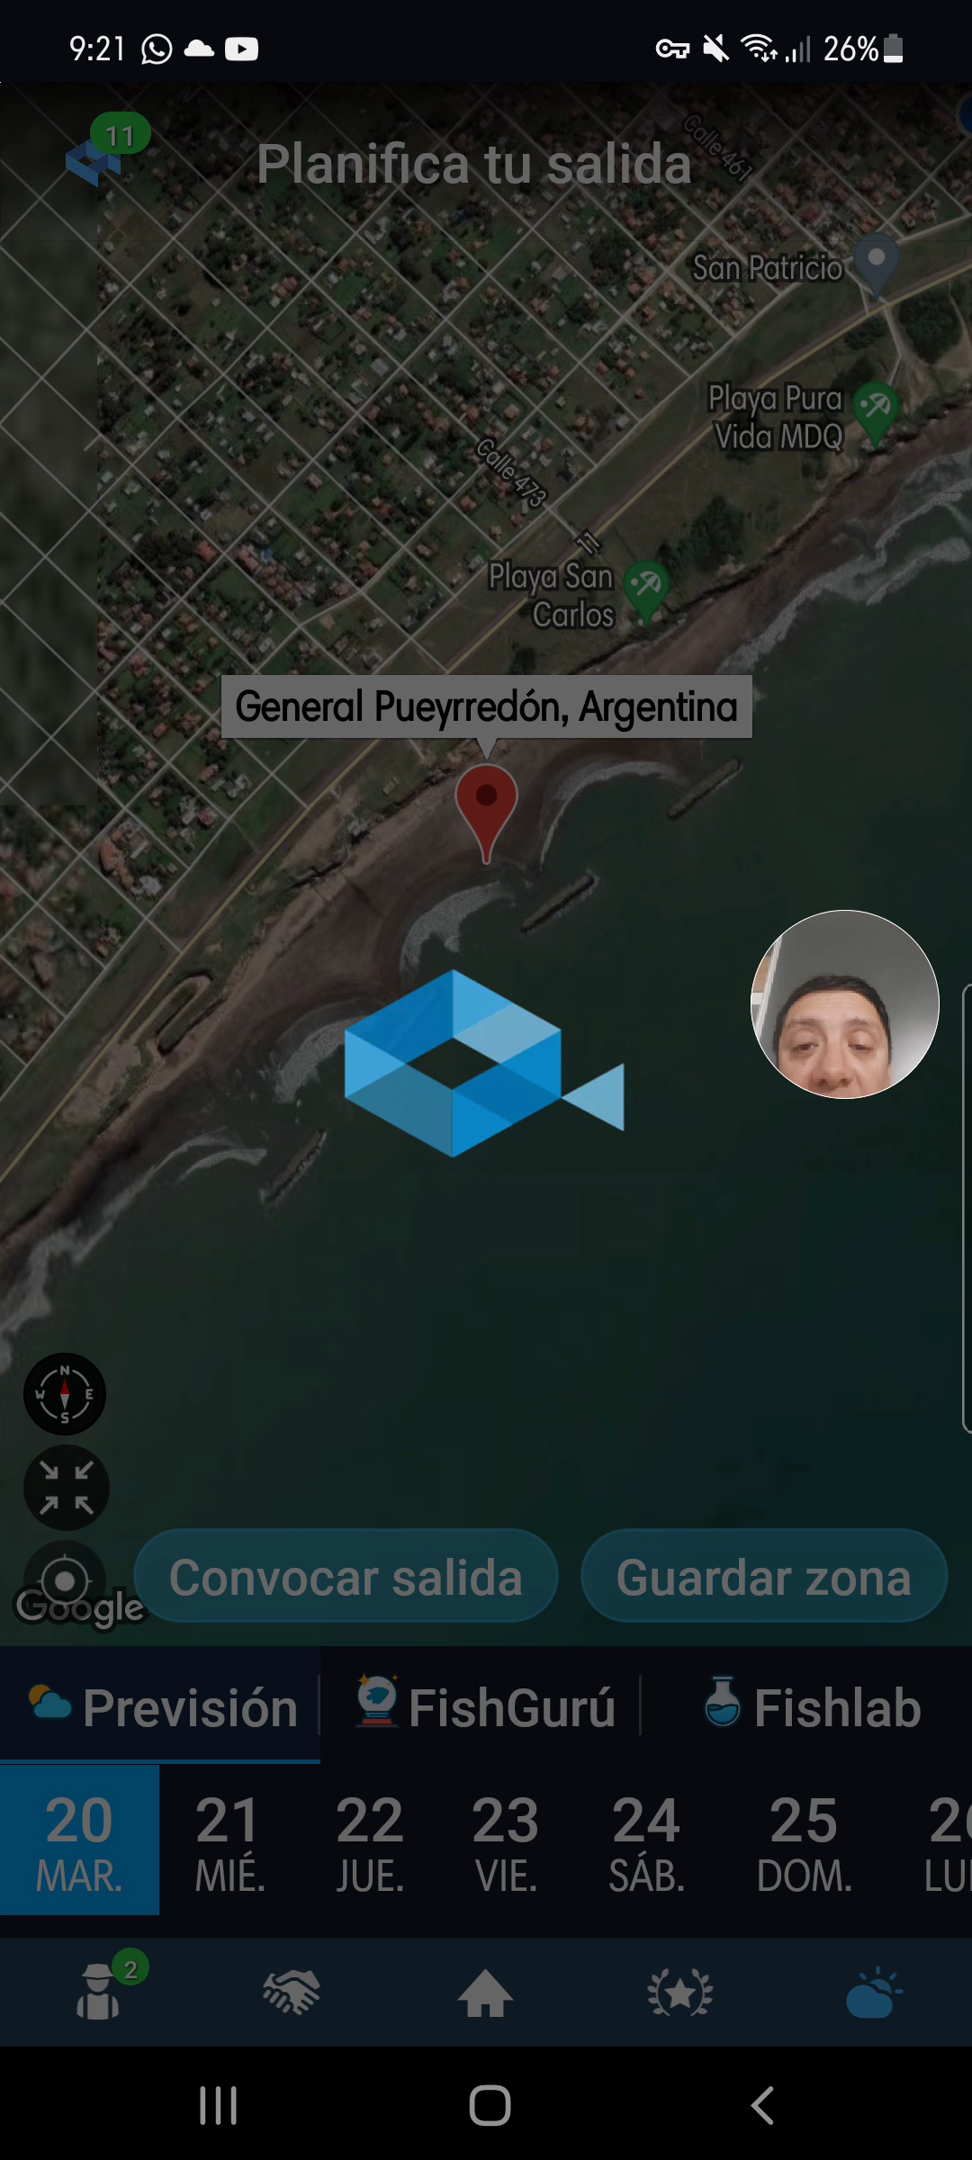 9:21
26%
11
Planifica tu salida
Calle 461
San Patricio
Playa Pura
Vida MDQ
Calle 473
11
Playa San
Carlos
General Pueyrredón, Argentina
N
W E
S
Convocar salida
Guardar zona
Google
Previsión
FishGurú
Fishlab
20 21 22 23 24 25
MAR. MIÉ. JUE. VIE. SÁB. DOM.
2